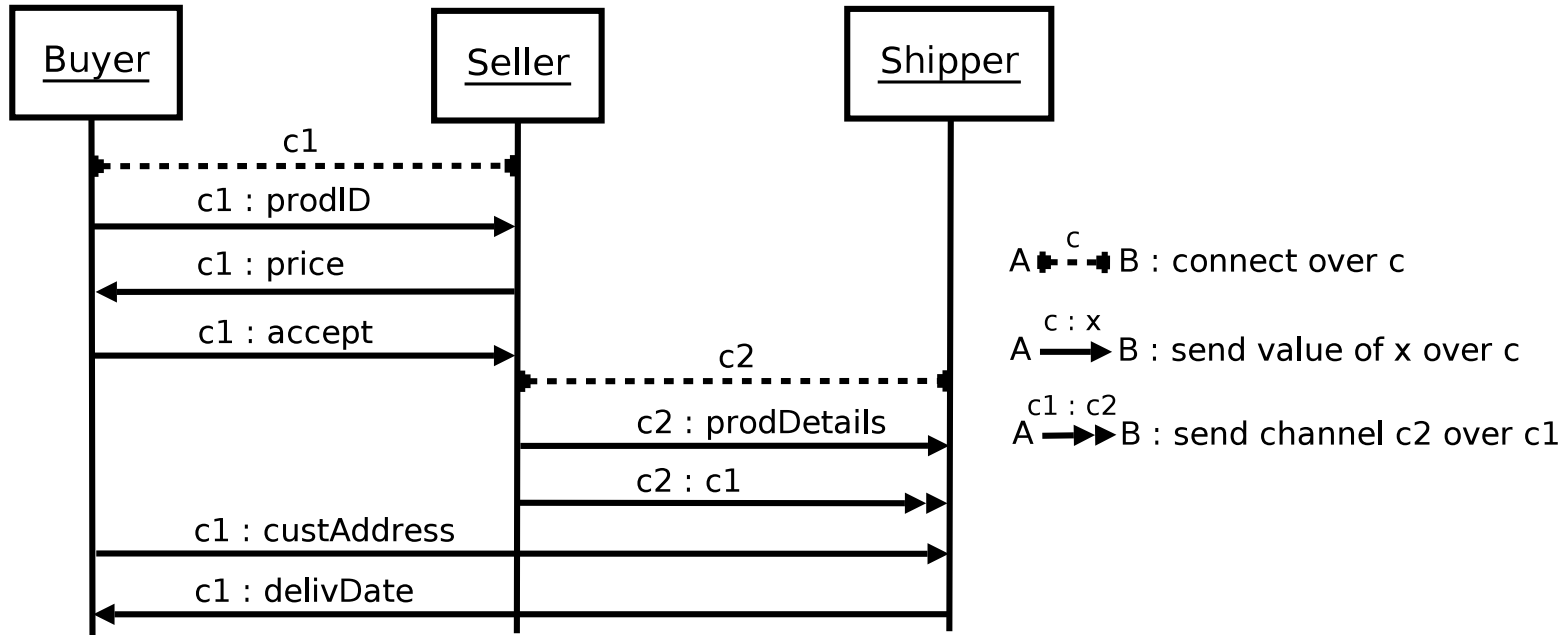 Buyer
Seller
Shipper
c1
c1 : prodID
c1 : price
c1 : accept
c2
c2 : prodDetails
c2 : c1
c1 : custAddress
c1 : delivDate
c
A B : connect over c
c : x
A B : send value of x over c
c1 : c2
A B : send channel c2 over c1